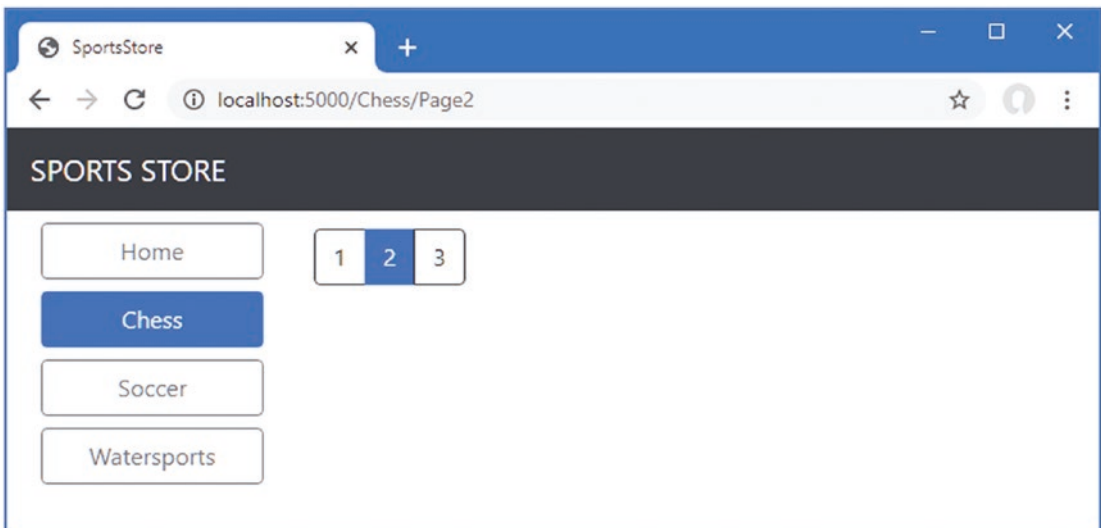 SportsStore
localhost:5000/Chess/Page2
SPORTS STORE
Home
1 2 3
Chess
Soccer
Watersports